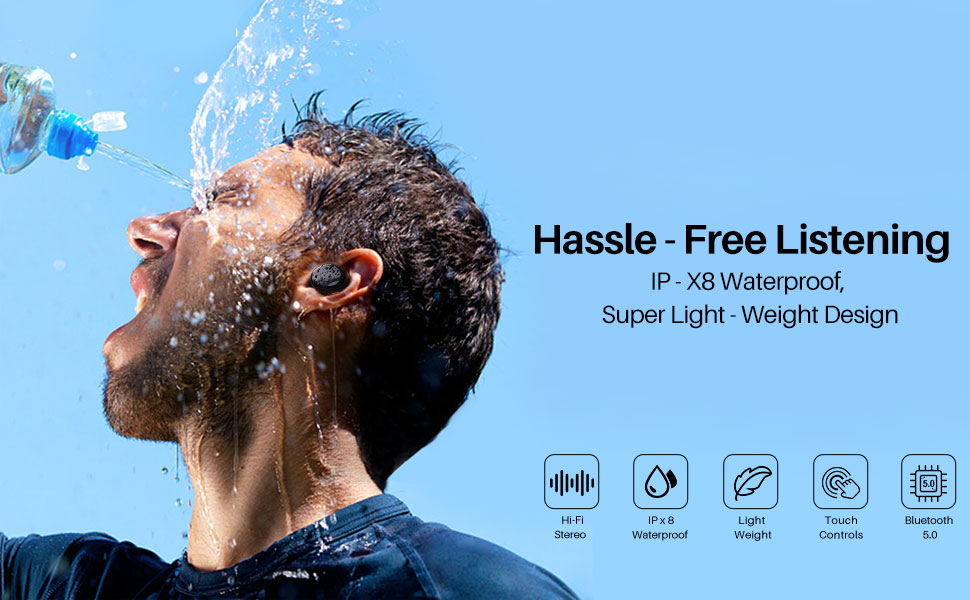 Hassle - Free Listening
IP - X8 Waterproof,
Super Light - Weight Design
5.0
Hi-Fi
Stereo
IP x 8
Waterproof
Light
Weight
Touch
Controls
Bluetooth
5.0